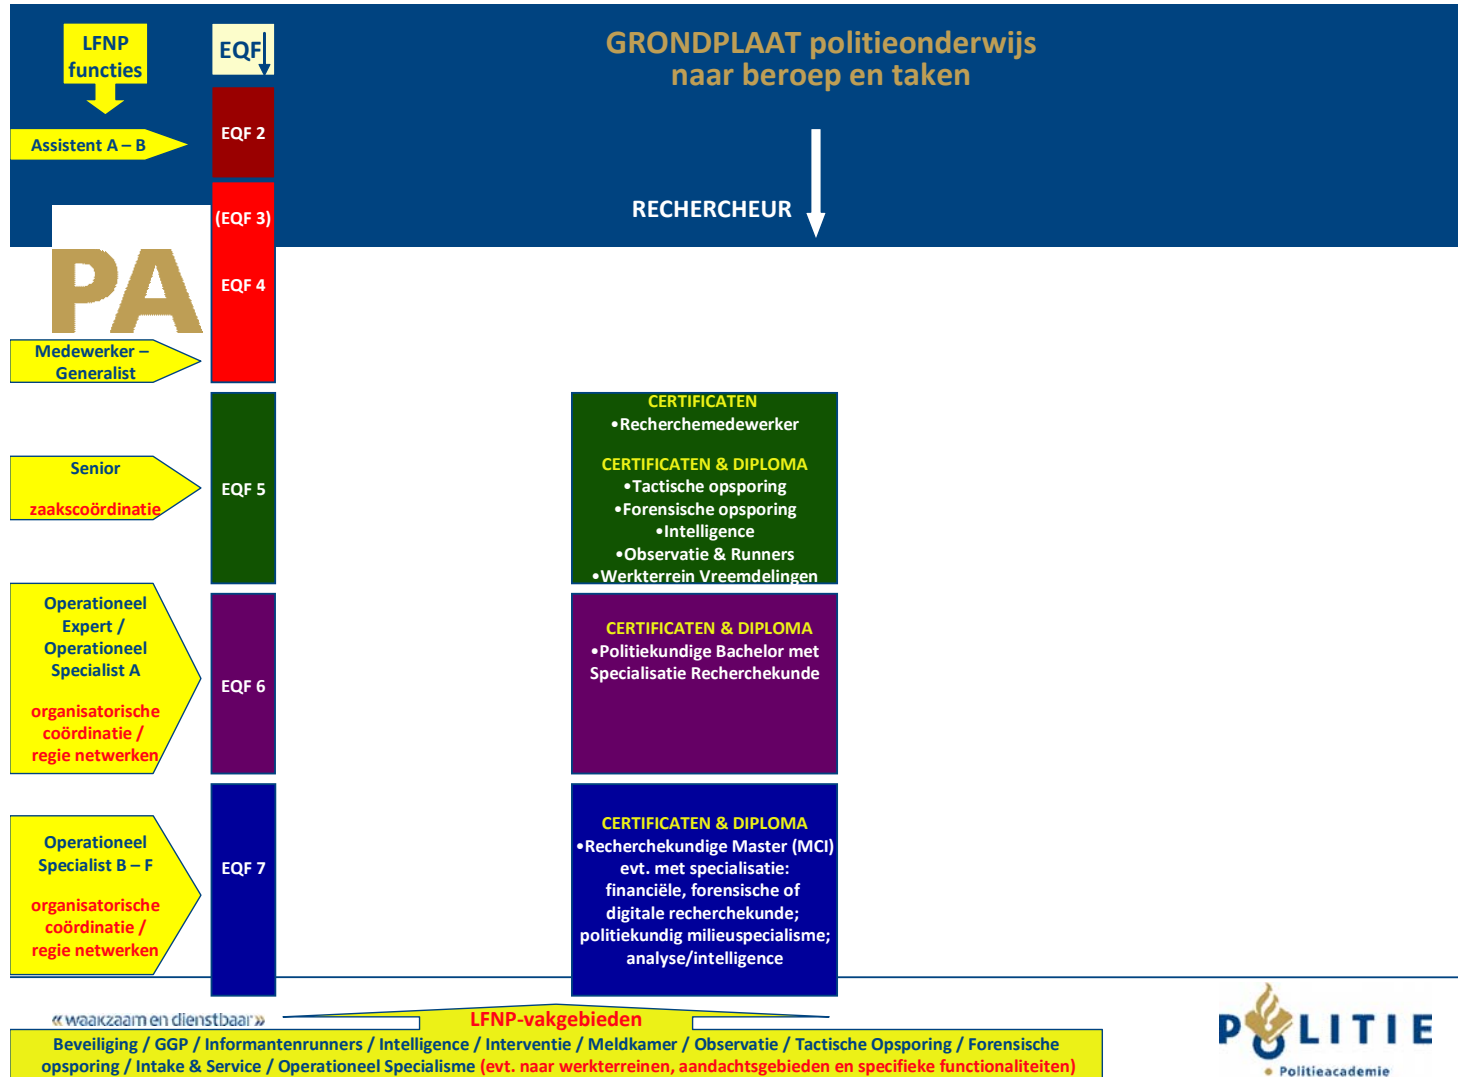 LFNP
functies
EQF
GRONDPLAAT politieonderwijs
naar beroep en taken
Assistent A – B
EQF 2
(EQF 3)
RECHERCHEUR
PA
EQF 4
Medewerker –
Generalist
CERTIFICATEN
•Recherchemedewerker
CERTIFICATEN & DIPLOMA
•Tactische opsporing
•Forensische opsporing
•Intelligence
•Observatie & Runners
•Werkterrein Vreemdelingen
Senior
zaakscoördinatie
EQF 5
Operationeel
Expert /
Operationeel
Specialist A
organisatorische
coördinatie /
regie netwerken
EQF 6
CERTIFICATEN & DIPLOMA
•Politiekundige Bachelor met
Specialisatie Recherchekunde
Operationeel
Specialist B – F
organisatorische
coördinatie /
regie netwerken
EQF 7
CERTIFICATEN & DIPLOMA
•Recherchekundige Master (MCI)
evt. met specialisatie:
financiële, forensische of
digitale recherchekunde;
politiekundig milieuspecialisme;
analyse/intelligence
«waakzaam en dienstbaar»
LFNP-vakgebieden
Beveiliging / GGP / Informantenrunners / Intelligence / Interventie / Meldkamer / Observatie / Tactische Opsporing / Forensische
opsporing / Intake & Service / Operationeel Specialisme (evt. naar werkterreinen, aandachtsgebieden en specifieke functionaliteiten)
POLITIE
• Politieacademie